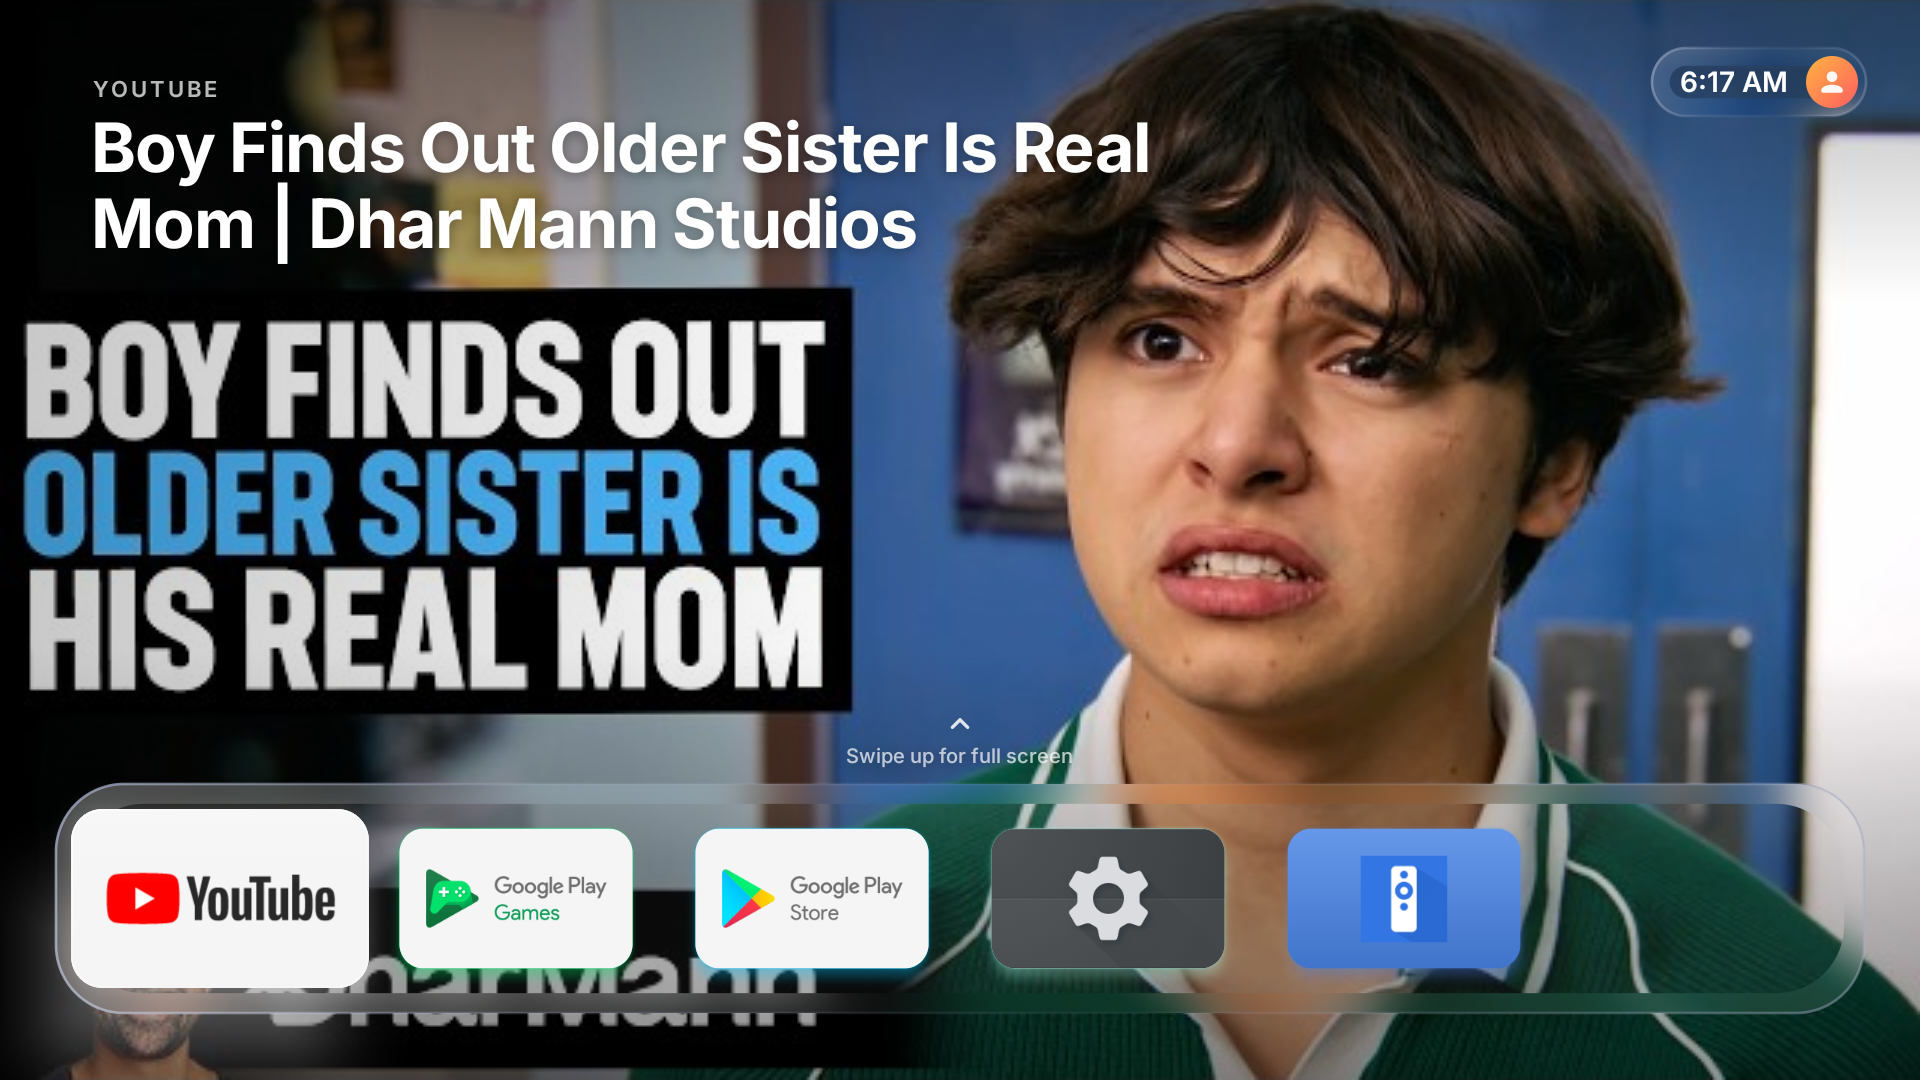 YOUTUBE
6:17 AM
Boy Finds Out Older Sister Is Real
Mom | Dhar Mann Studios
BOY FINDS OUT
OLDER SISTER IS
HIS REAL MOM
Swipe up for full screen
YouTube
Google Play
Games
Google Play
Store
DharMann